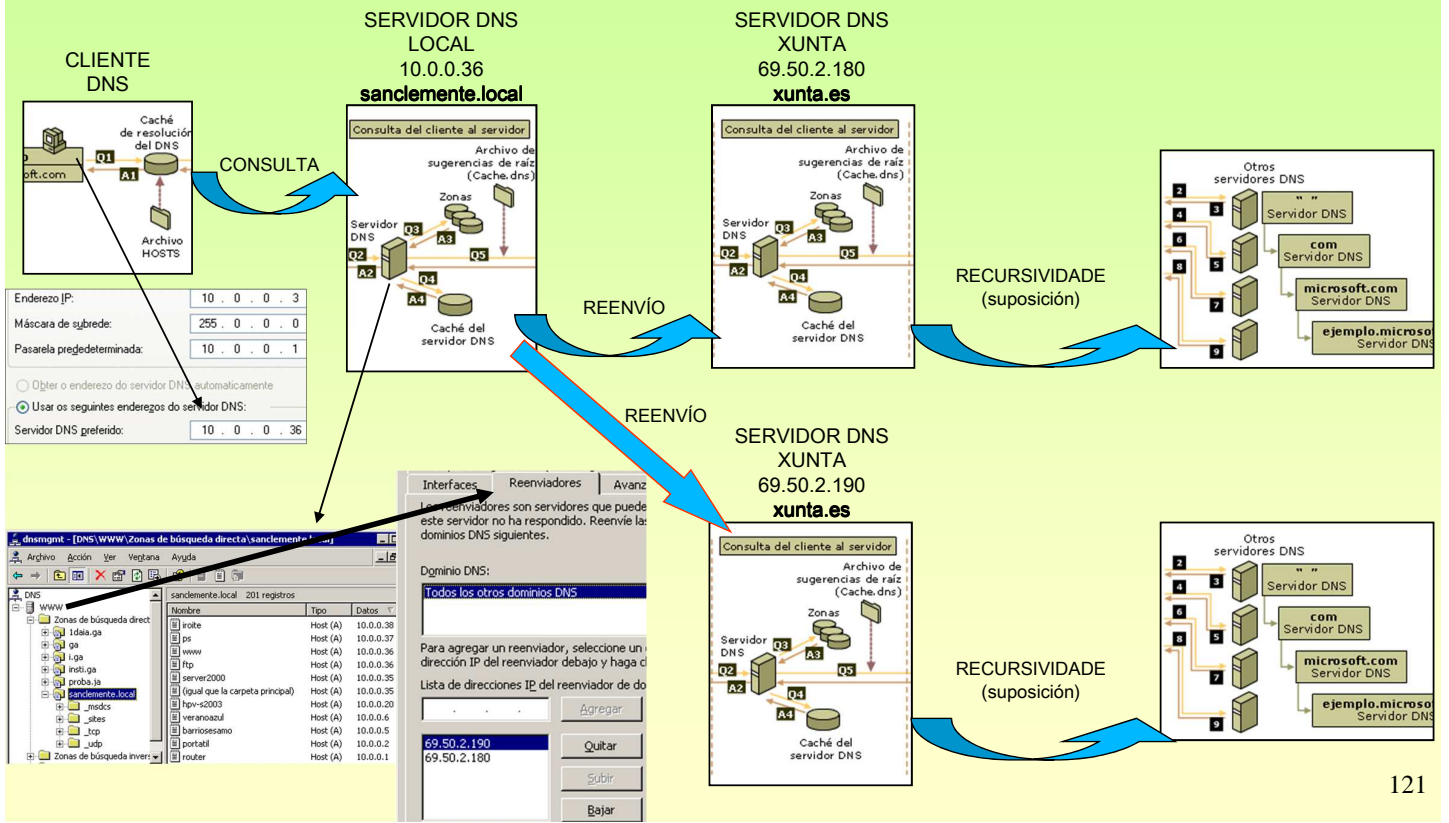 CLIENTE
DNS
SERVIDOR DNS
LOCAL
10.0.0.36
sanclemente.local
SERVIDOR DNS
XUNTA
69.50.2.180
xunta.es
Caché
de resolución
del DNS
Q1
A1
oft.com
Archivo
HOSTS
CONSULTA
Consulta del cliente al servidor
Archivo de
sugerencias de raíz
(Cache.dns)
Zonas
Servidor
DNS
Q3
A3
Q2
Q5
A2
Q4
A4
Caché del
servidor DNS
REENVÍO
Consulta del cliente al servidor
Archivo de
sugerencias de raíz
(Cache.dns)
Zonas
Servidor
DNS
Q3
A3
Q2
Q5
A2
Q4
A4
Caché del
servidor DNS
RECURSIVIDADE
(suposición)
Otros
servidores DNS
2
3
4
5
6
7
8
9
" "
Servidor DNS
com
Servidor DNS
microsoft.com
Servidor DNS
ejemplo.microso
Servidor DNS
Enderezo IP: 10 . 0 . 0 . 3
Máscara de subrede: 255 . 0 . 0 . 0
Pasarela predeterminada: 10 . 0 . 0 . 1
Obter o enderezo do servidor DNS automaticamente
Usar os seguintes enderezos do servidor DNS:
Servidor DNS preferido: 10 . 0 . 0 . 36
REENVÍO
SERVIDOR DNS
XUNTA
69.50.2.190
xunta.es
Consulta del cliente al servidor
Archivo de
sugerencias de raíz
(Cache.dns)
Zonas
Servidor
DNS
Q3
A3
Q2
Q5
A2
Q4
A4
Caché del
servidor DNS
RECURSIVIDADE
(suposición)
Otros
servidores DNS
2
3
4
5
6
7
8
9
" "
Servidor DNS
com
Servidor DNS
microsoft.com
Servidor DNS
ejemplo.microso
Servidor DNS
dnsmgmt - [DNS\WWW\Zonas de búsqueda directa\sanclemente.local]
Archivo Acción Ver Ventana Ayuda
DNS
WWW
Zonas de búsqueda direct
1daia.ga
ga
i.ga
insti.ga
proba.ja
sanclemente.local
_msdcs
_sites
_tcp
_udp
Zonas de búsqueda invers
sanclemente.local 201 registros
Nombre Tipo Datos
iroite Host (A) 10.0.0.38
ps Host (A) 10.0.0.37
www Host (A) 10.0.0.36
ftp Host (A) 10.0.0.36
server2000 Host (A) 10.0.0.35
(igual que la carpeta principal) Host (A) 10.0.0.35
hpv-s2003 Host (A) 10.0.0.20
veranoazul Host (A) 10.0.0.6
barriosesamo Host (A) 10.0.0.5
portatil Host (A) 10.0.0.2
router Host (A) 10.0.0.1
Interfaces Reenviadores Avanz
Los reenviadores son servidores que puede
este servidor no ha respondido. Reenvíe las
dominios DNS siguientes.
Dominio DNS:
Todos los otros dominios DNS
Para agregar un reenviador, seleccione un
dirección IP del reenviador debajo y haga cl
Lista de direcciones IP del reenviador de do
Agregar
69.50.2.190
69.50.2.180
Quitar
Subir
Bajar
121